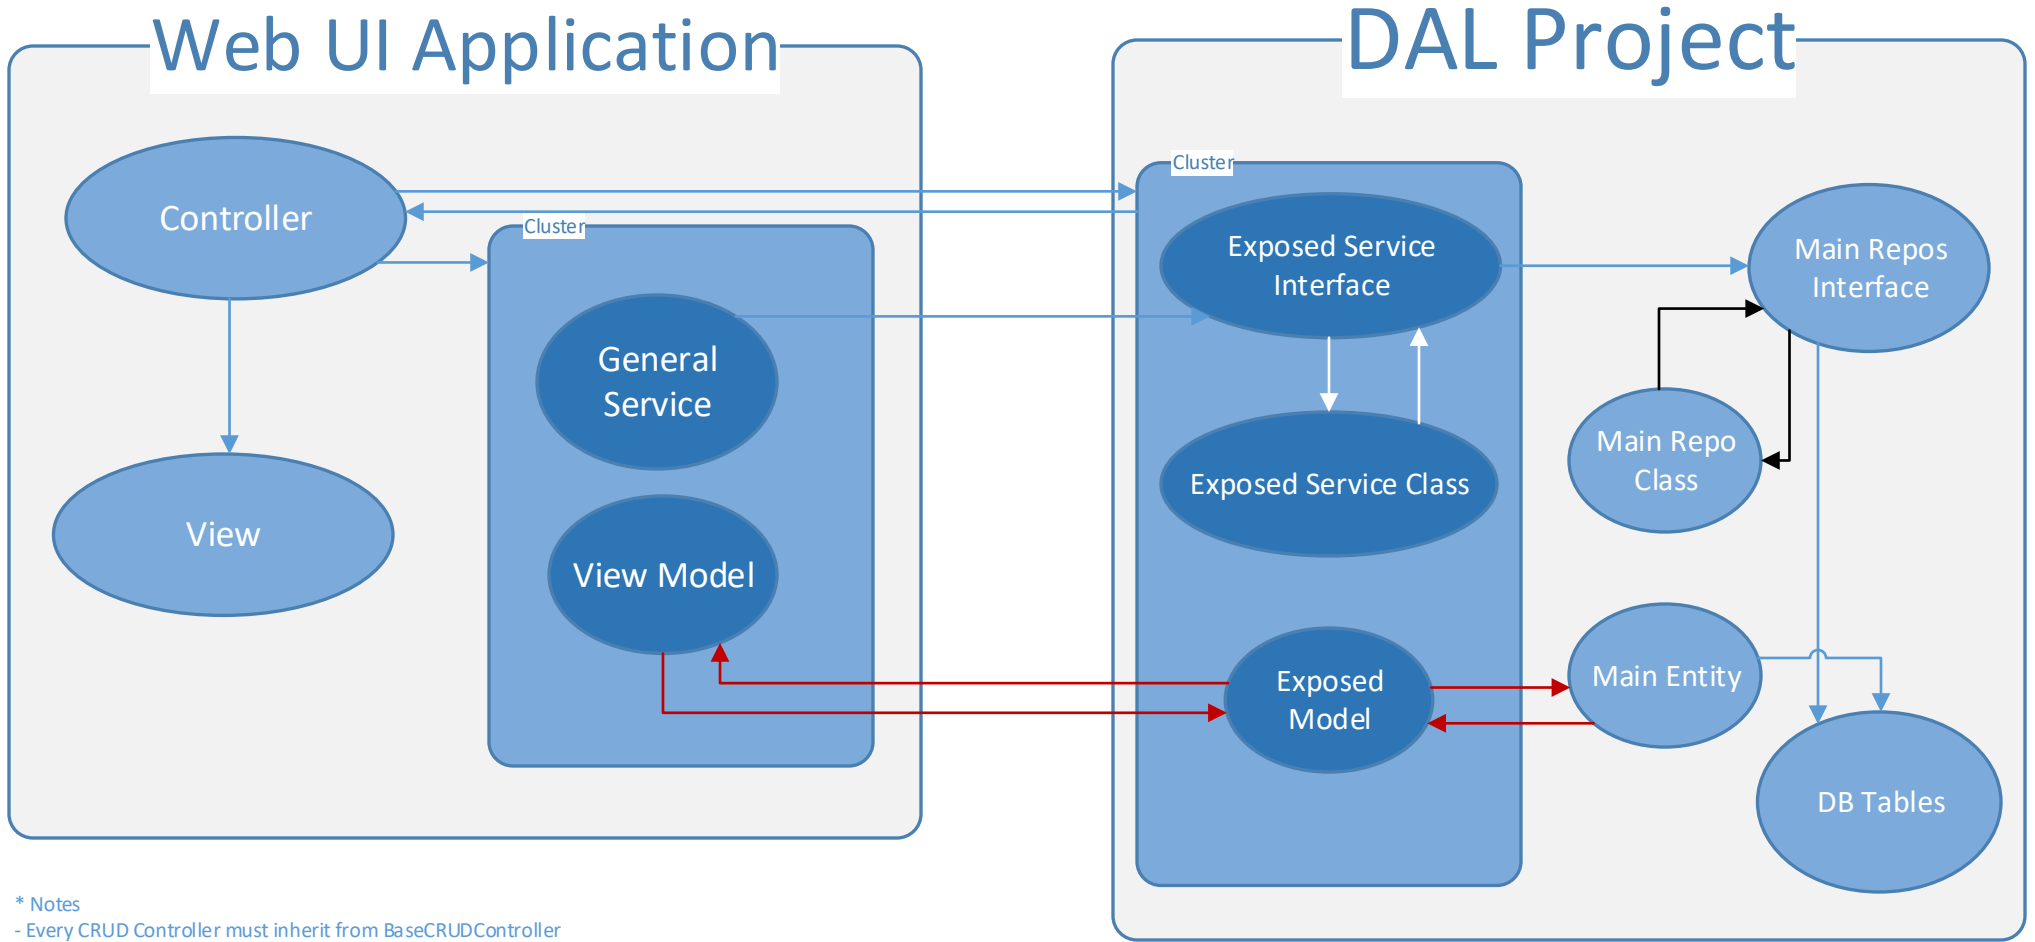 Web UI Application
DAL Project
Cluster
Controller
Cluster
Exposed Service
Interface
Main Repos
Interface
General
Service
Main Repo
Class
Exposed Service Class
View
View Model
Exposed
Model
Main Entity
DB Tables
* Notes
- Every CRUD Controller must inherit from BaseCRUDController